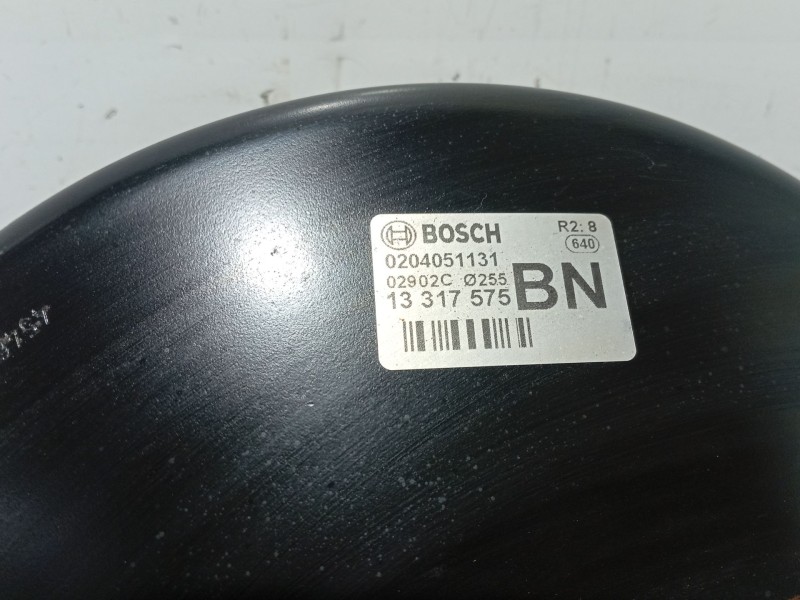 BOSCH R2: 8
640
0204051131
02902C Ø255
13 317 575 BN